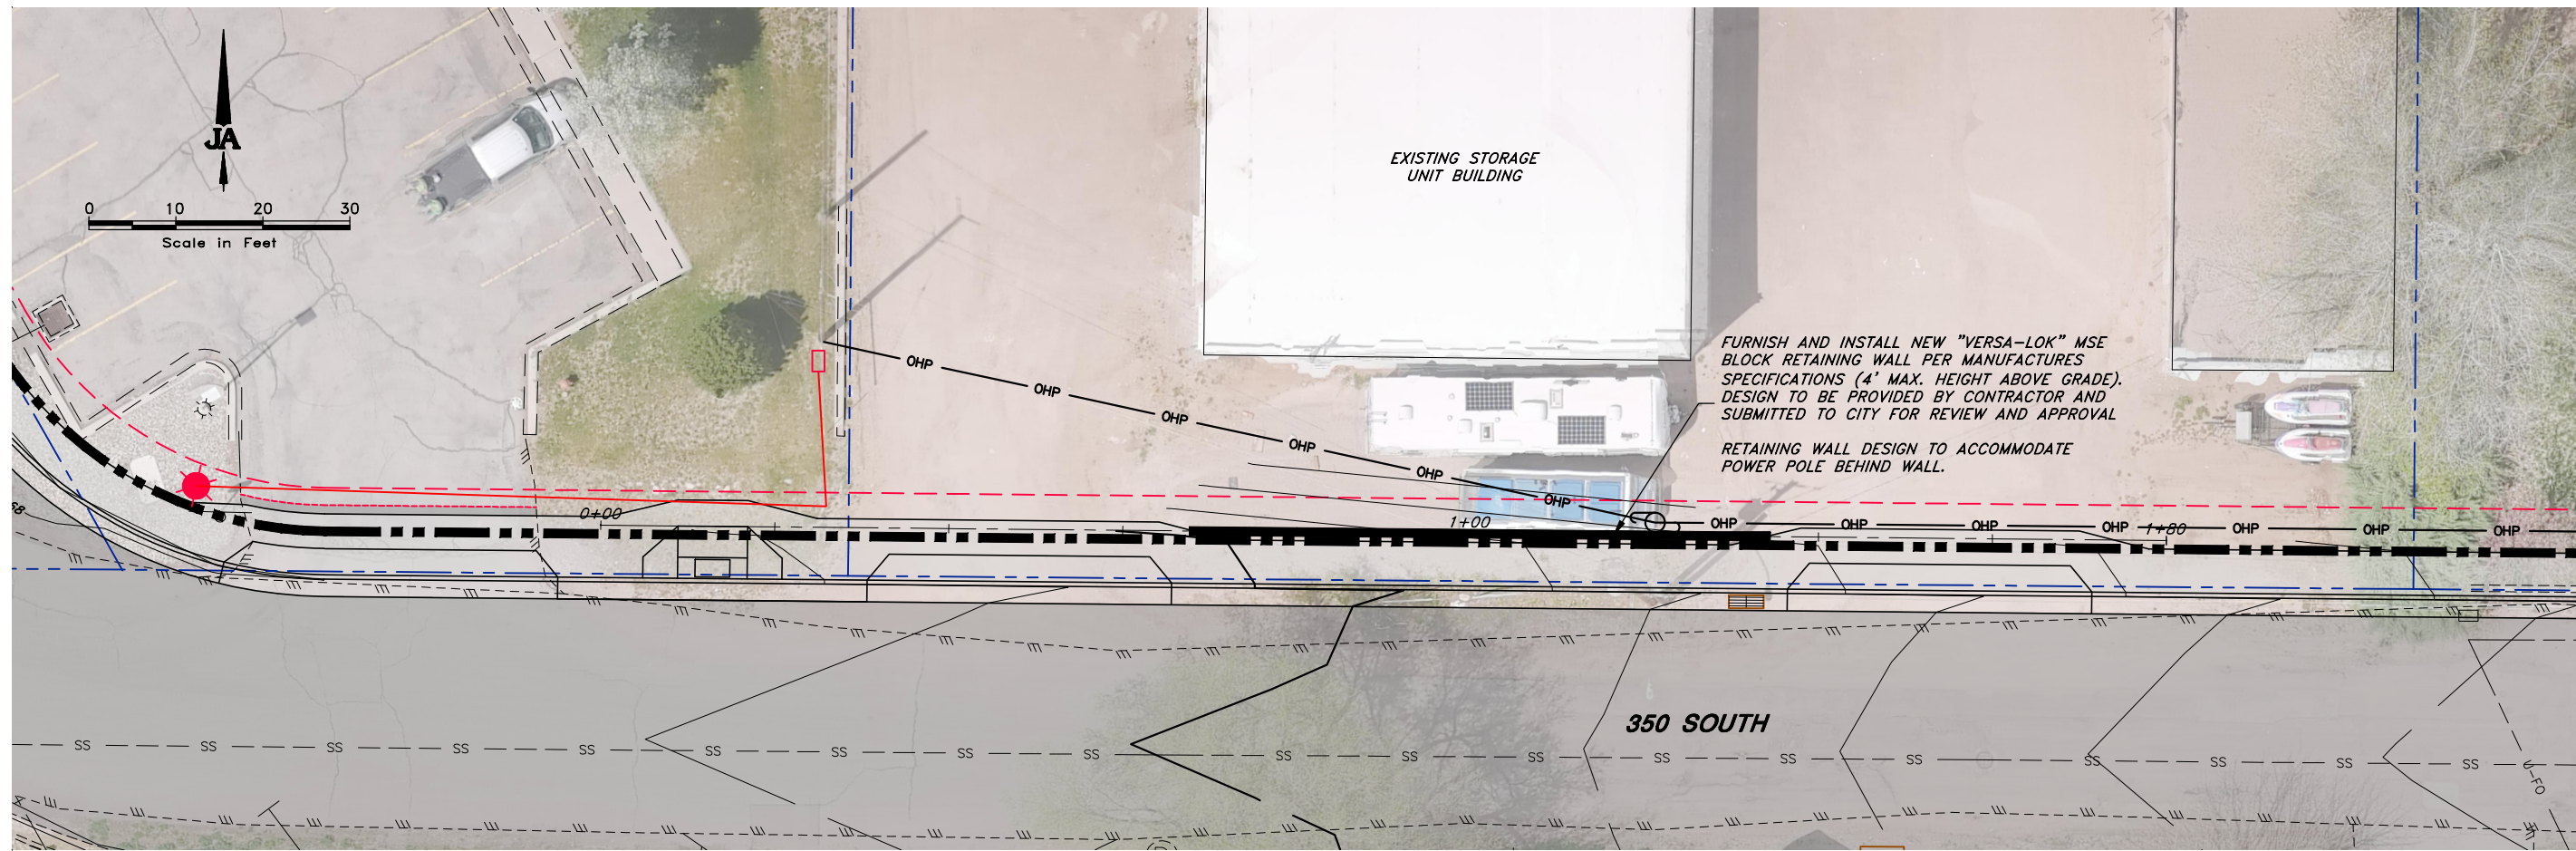 JA
0 10 20 30
Scale in Feet
EXISTING STORAGE
UNIT BUILDING
FURNISH AND INSTALL NEW "VERSA-LOK" MSE
BLOCK RETAINING WALL PER MANUFACTURES
SPECIFICATIONS (4' MAX. HEIGHT ABOVE GRADE).
DESIGN TO BE PROVIDED BY CONTRACTOR AND
SUBMITTED TO CITY FOR REVIEW AND APPROVAL
RETAINING WALL DESIGN TO ACCOMMODATE
POWER POLE BEHIND WALL.
OHP OHP OHP OHP OHP OHP OHP OHP OHP OHP OHP OHP OHP
0+00 1+00 1+80
350 SOUTH
SS SS SS SS SS SS SS SS SS SS SS SS SS SS SS SS SS SS SS
U-FO